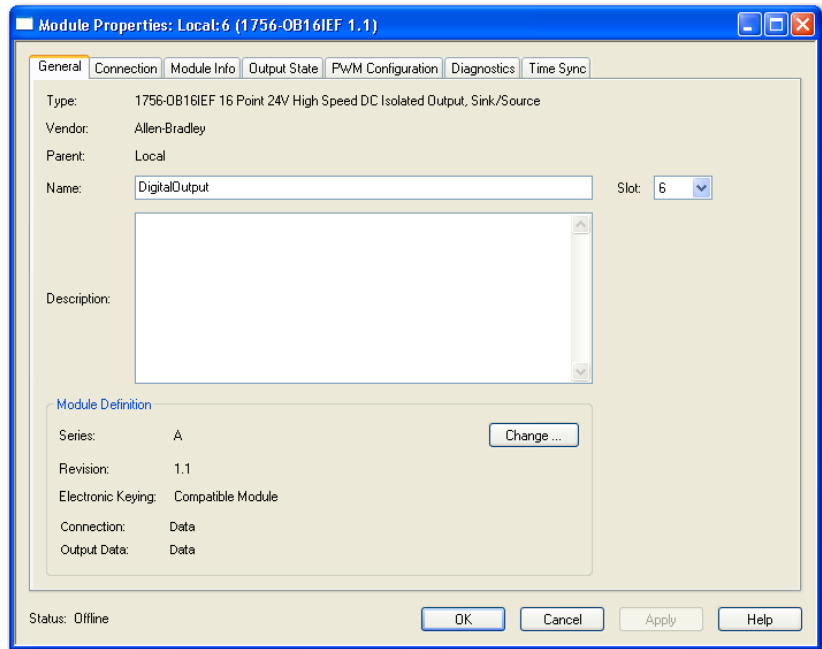 Module Properties: Local:6 (1756-OB16IEF 1.1)
General Connection Module Info Output State PWM Configuration Diagnostics Time Sync
Type: 1756-OB16IEF 16 Point 24V High Speed DC Isolated Output, Sink/Source
Vendor: Allen-Bradley
Parent: Local
Name: DigitalOutput Slot: 6
Description:
Module Definition
Series: A Change ...
Revision: 1.1
Electronic Keying: Compatible Module
Connection: Data
Output Data: Data
Status: Offline OK Cancel Apply Help